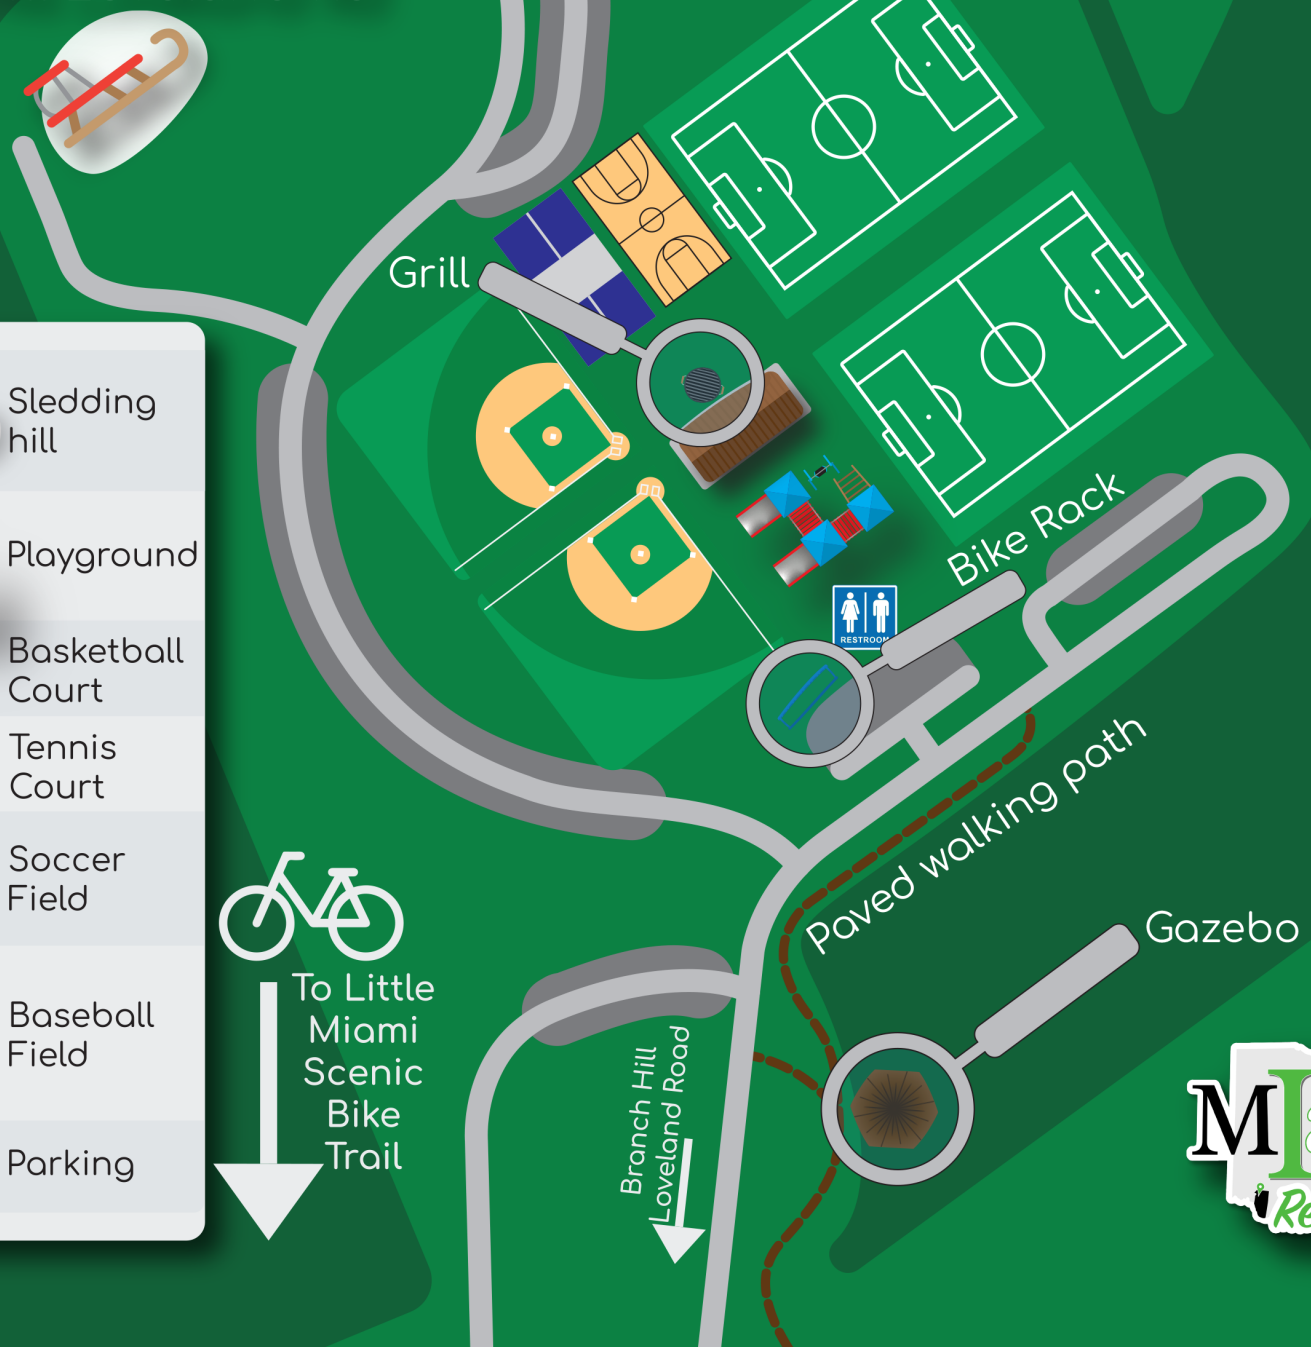 Grill
Sledding
hill
Playground
Basketball
Court
Tennis
Court
Soccer
Field
Baseball
Field
Parking
Bike Rack
RESTROOM
Paved walking path
Gazebo
To Little
Miami
Scenic
Bike
Trail
Branch Hill
Loveland Road
M
Re